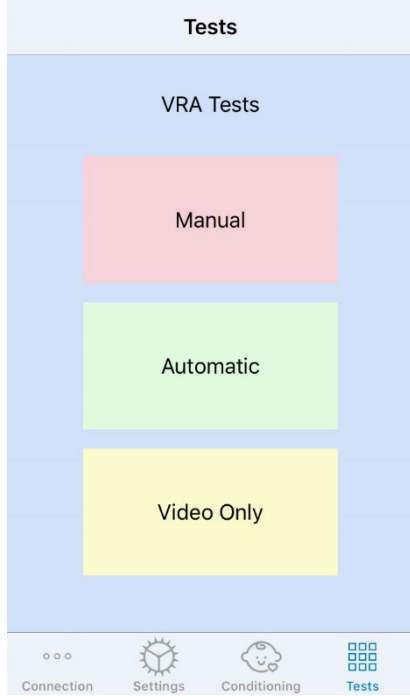 Tests
VRA Tests
Manual
Automatic
Video Only
Connection Settings Conditioning Tests